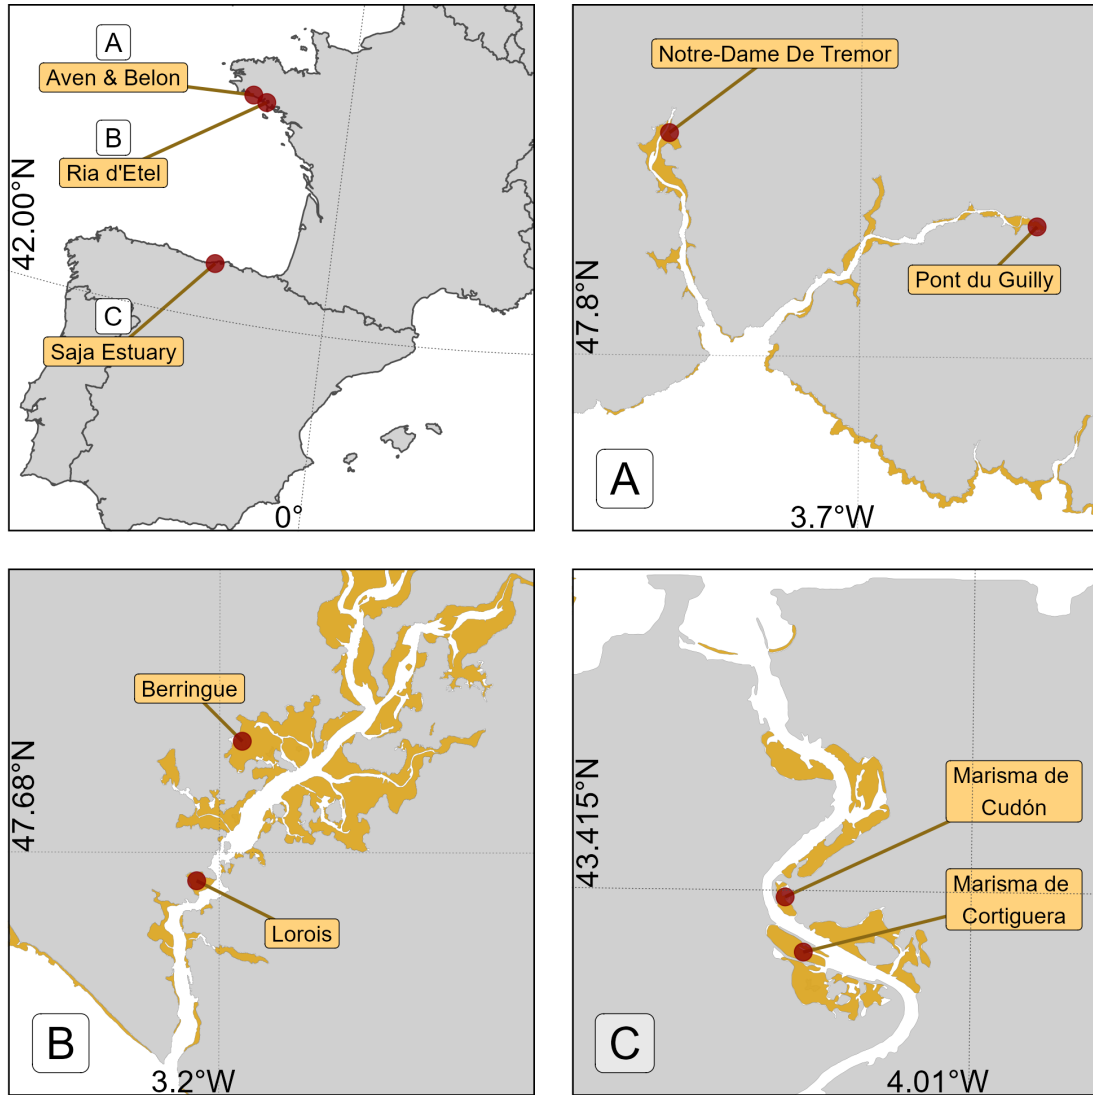 A
Aven & Belon
B
Ria d'Etel
42.00°N
C
Saja Estuary
0°
Notre-Dame De Tremor
Pont du Guilly
47.8°N
A
3.7°W
Berringue
47.68°N
Lorois
B
3.2°W
Marisma de
Cudón
43.415°N
Marisma de
Cortiguera
C
4.01°W